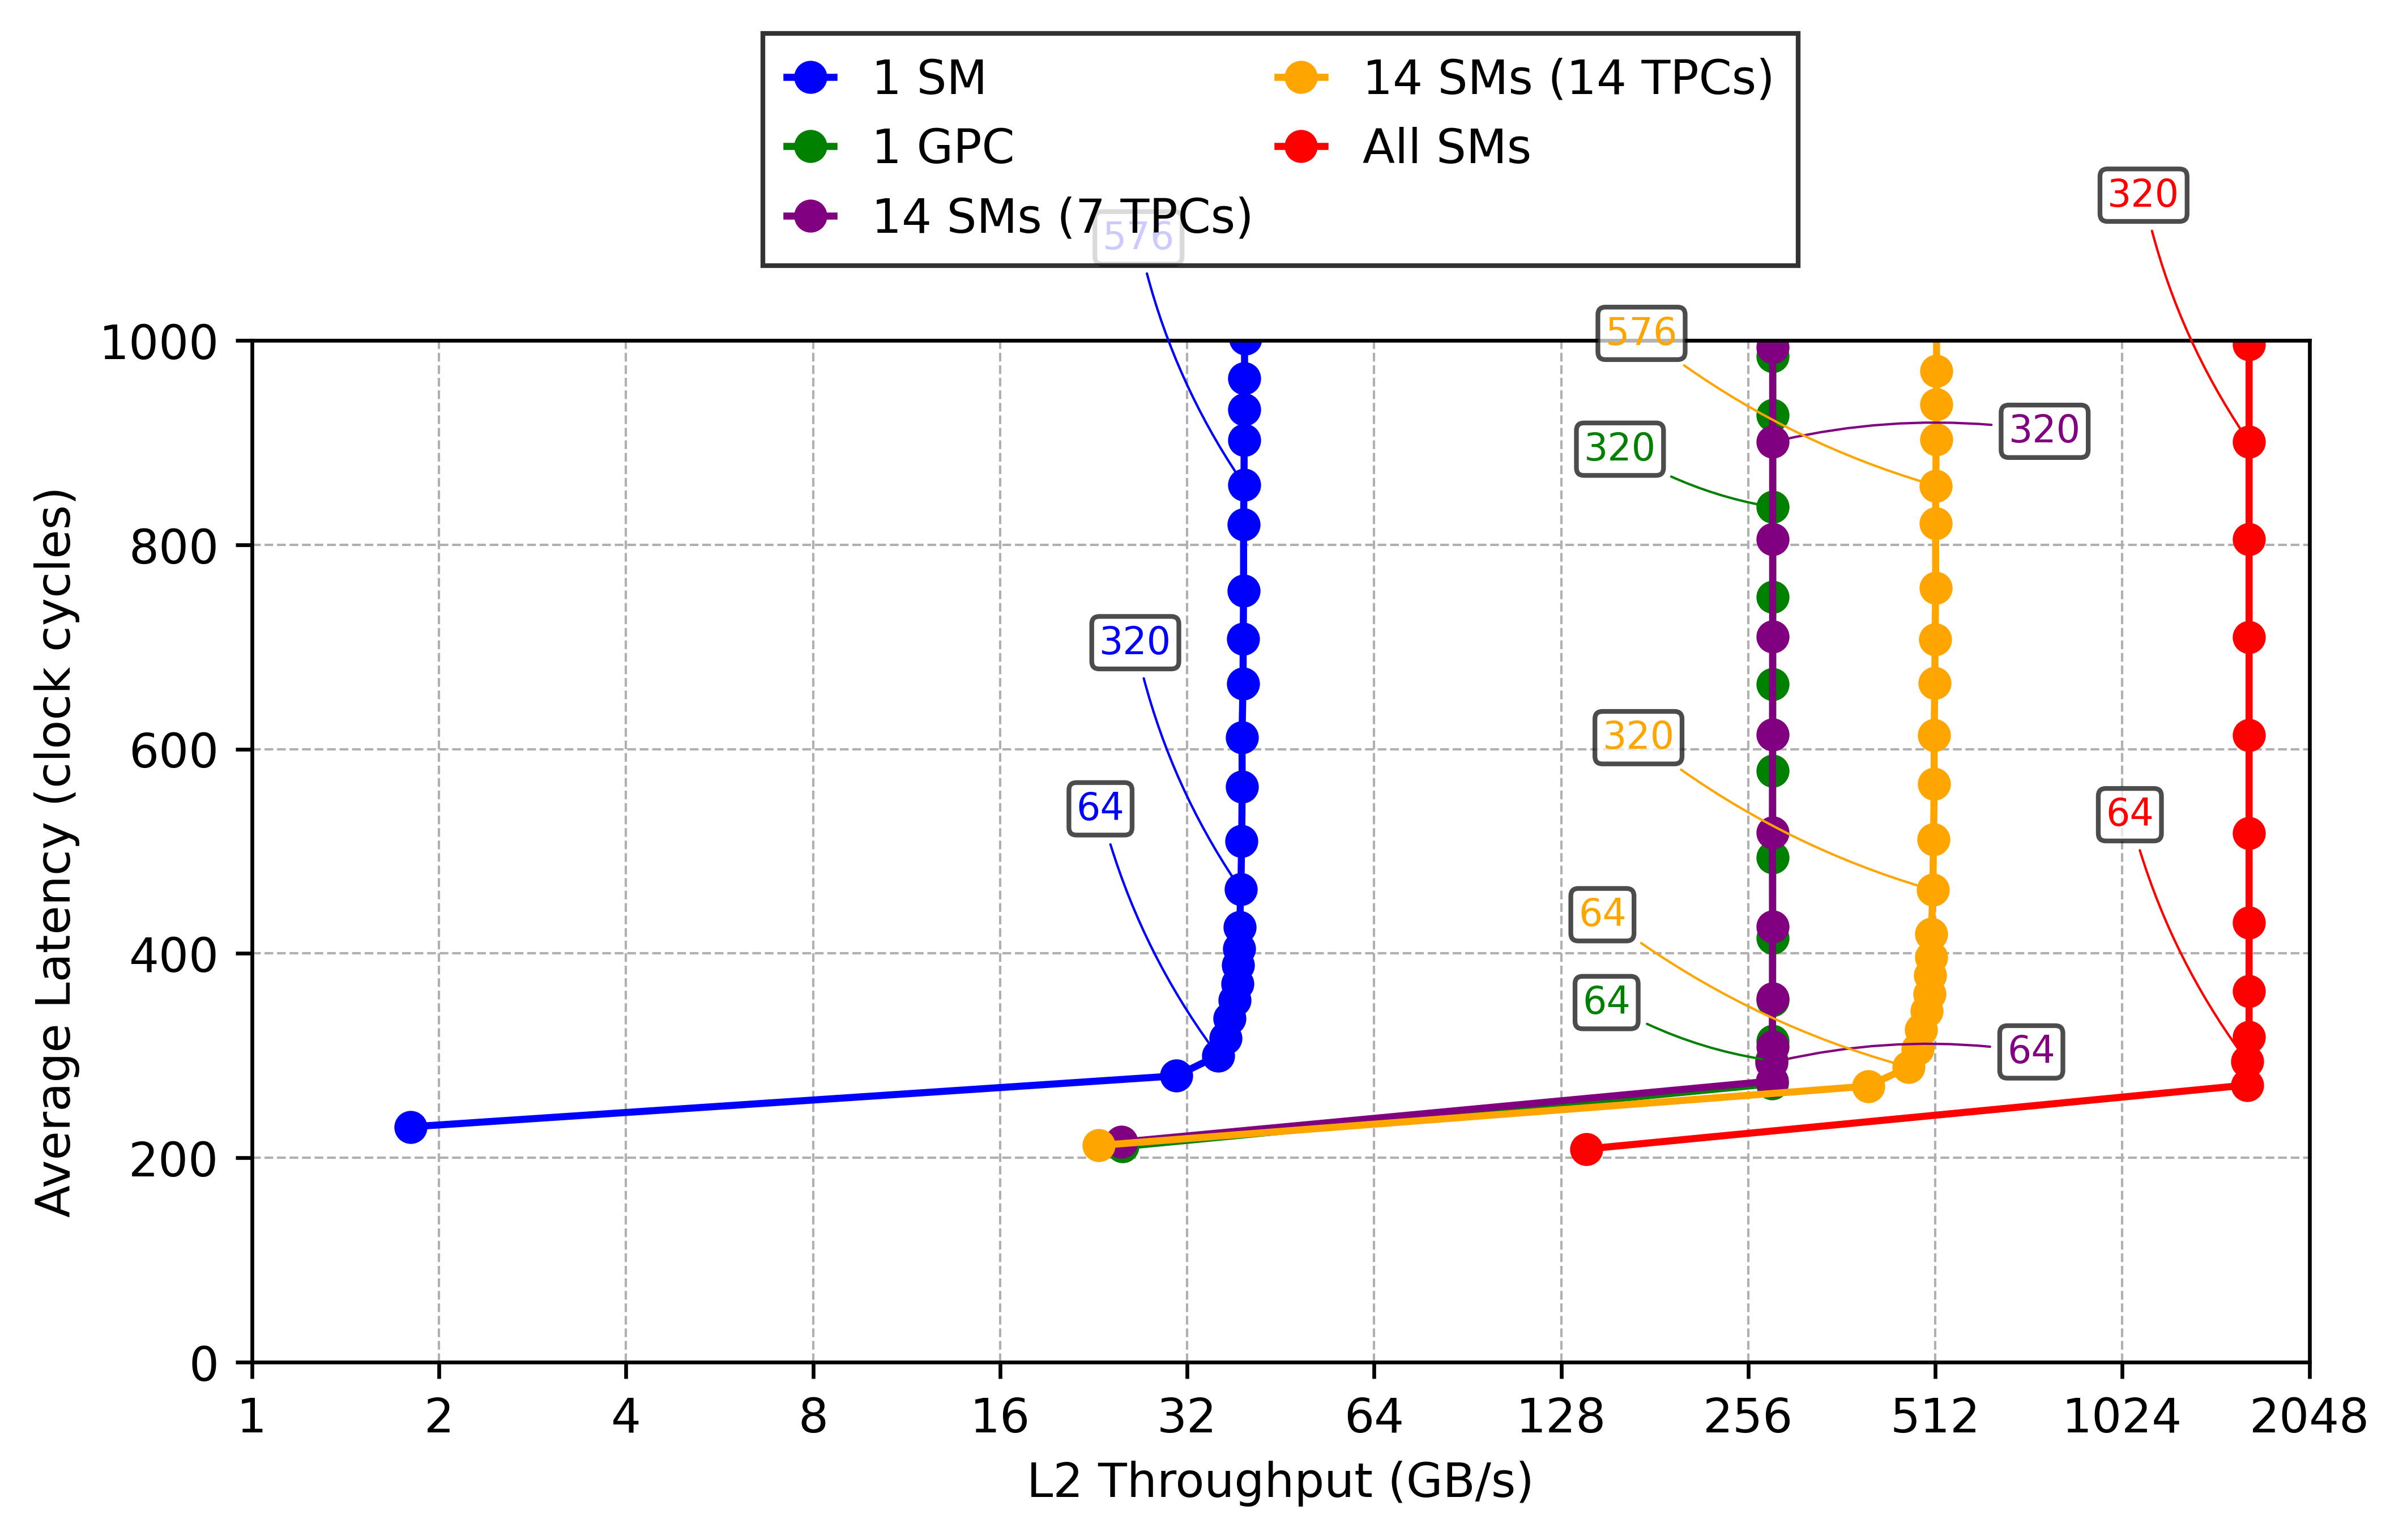 1 SM
1 GPC
14 SMs (7 TPCs)
14 SMs (14 TPCs)
All SMs
576
320
576
320
320
320
320
64
64
64
64
64
1000
800
600
400
200
0
Average Latency (clock cycles)
1 2 4 8 16 32 64 128 256 512 1024 2048
L2 Throughput (GB/s)